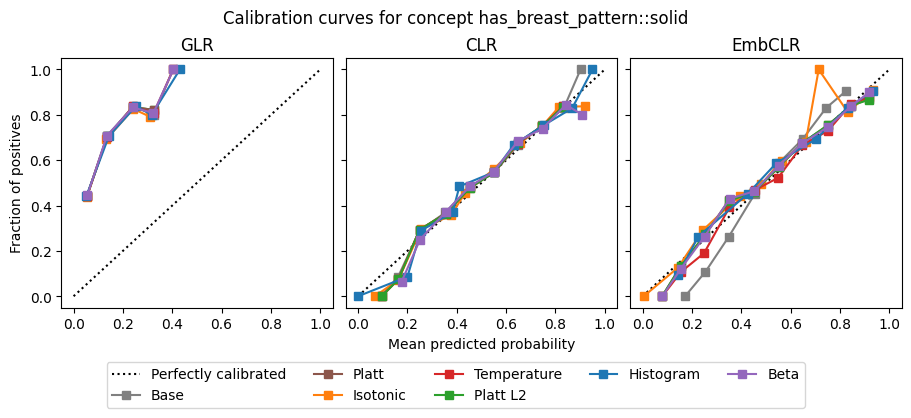 Calibration curves for concept has_breast_pattern::solid
GLR
CLR
EmbCLR
Fraction of positives
1.0
0.8
0.6
0.4
0.2
0.0
0.0 0.2 0.4 0.6 0.8 1.0
0.0 0.2 0.4 0.6 0.8 1.0
0.0 0.2 0.4 0.6 0.8 1.0
Mean predicted probability
Perfectly calibrated Platt Temperature Histogram Beta
Base Isotonic Platt L2